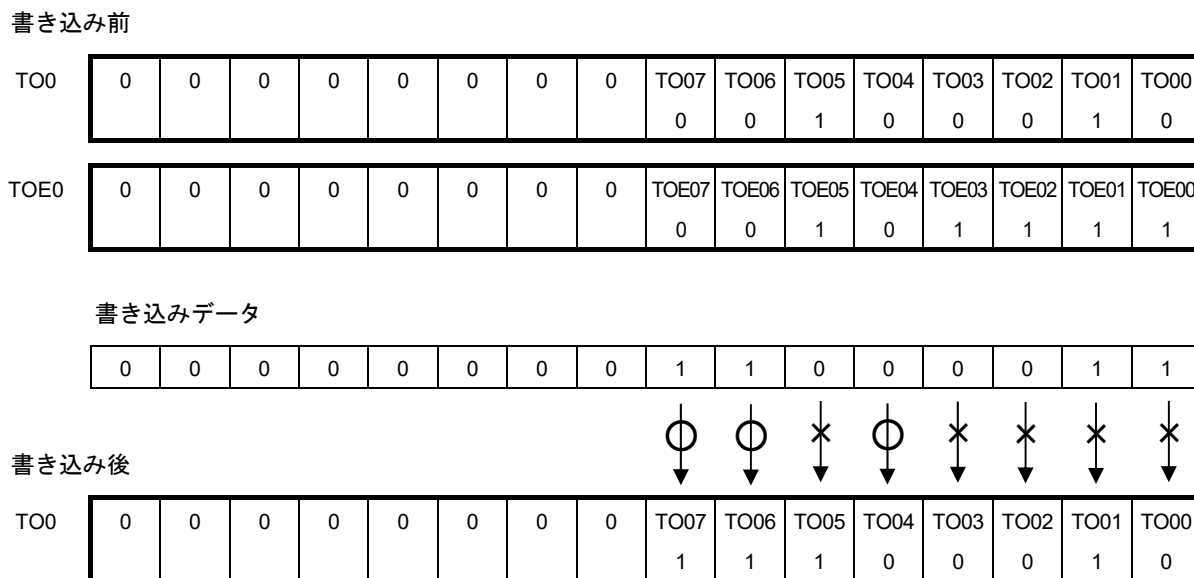 書き込み前
TO0 0 0 0 0 0 0 0 0 TO07 TO06 TO05 TO04 TO03 TO02 TO01 TO00
0 0 1 0 0 0 1 0
TOE0 0 0 0 0 0 0 0 0 TOE07 TOE06 TOE05 TOE04 TOE03 TOE02 TOE01 TOE00
0 0 1 0 1 1 1 1
書き込みデータ
0 0 0 0 0 0 0 0 1 1 0 0 0 0 1 1
書き込み後
TO0 0 0 0 0 0 0 0 0 TO07 TO06 TO05 TO04 TO03 TO02 TO01 TO00
1 1 1 0 0 0 1 0